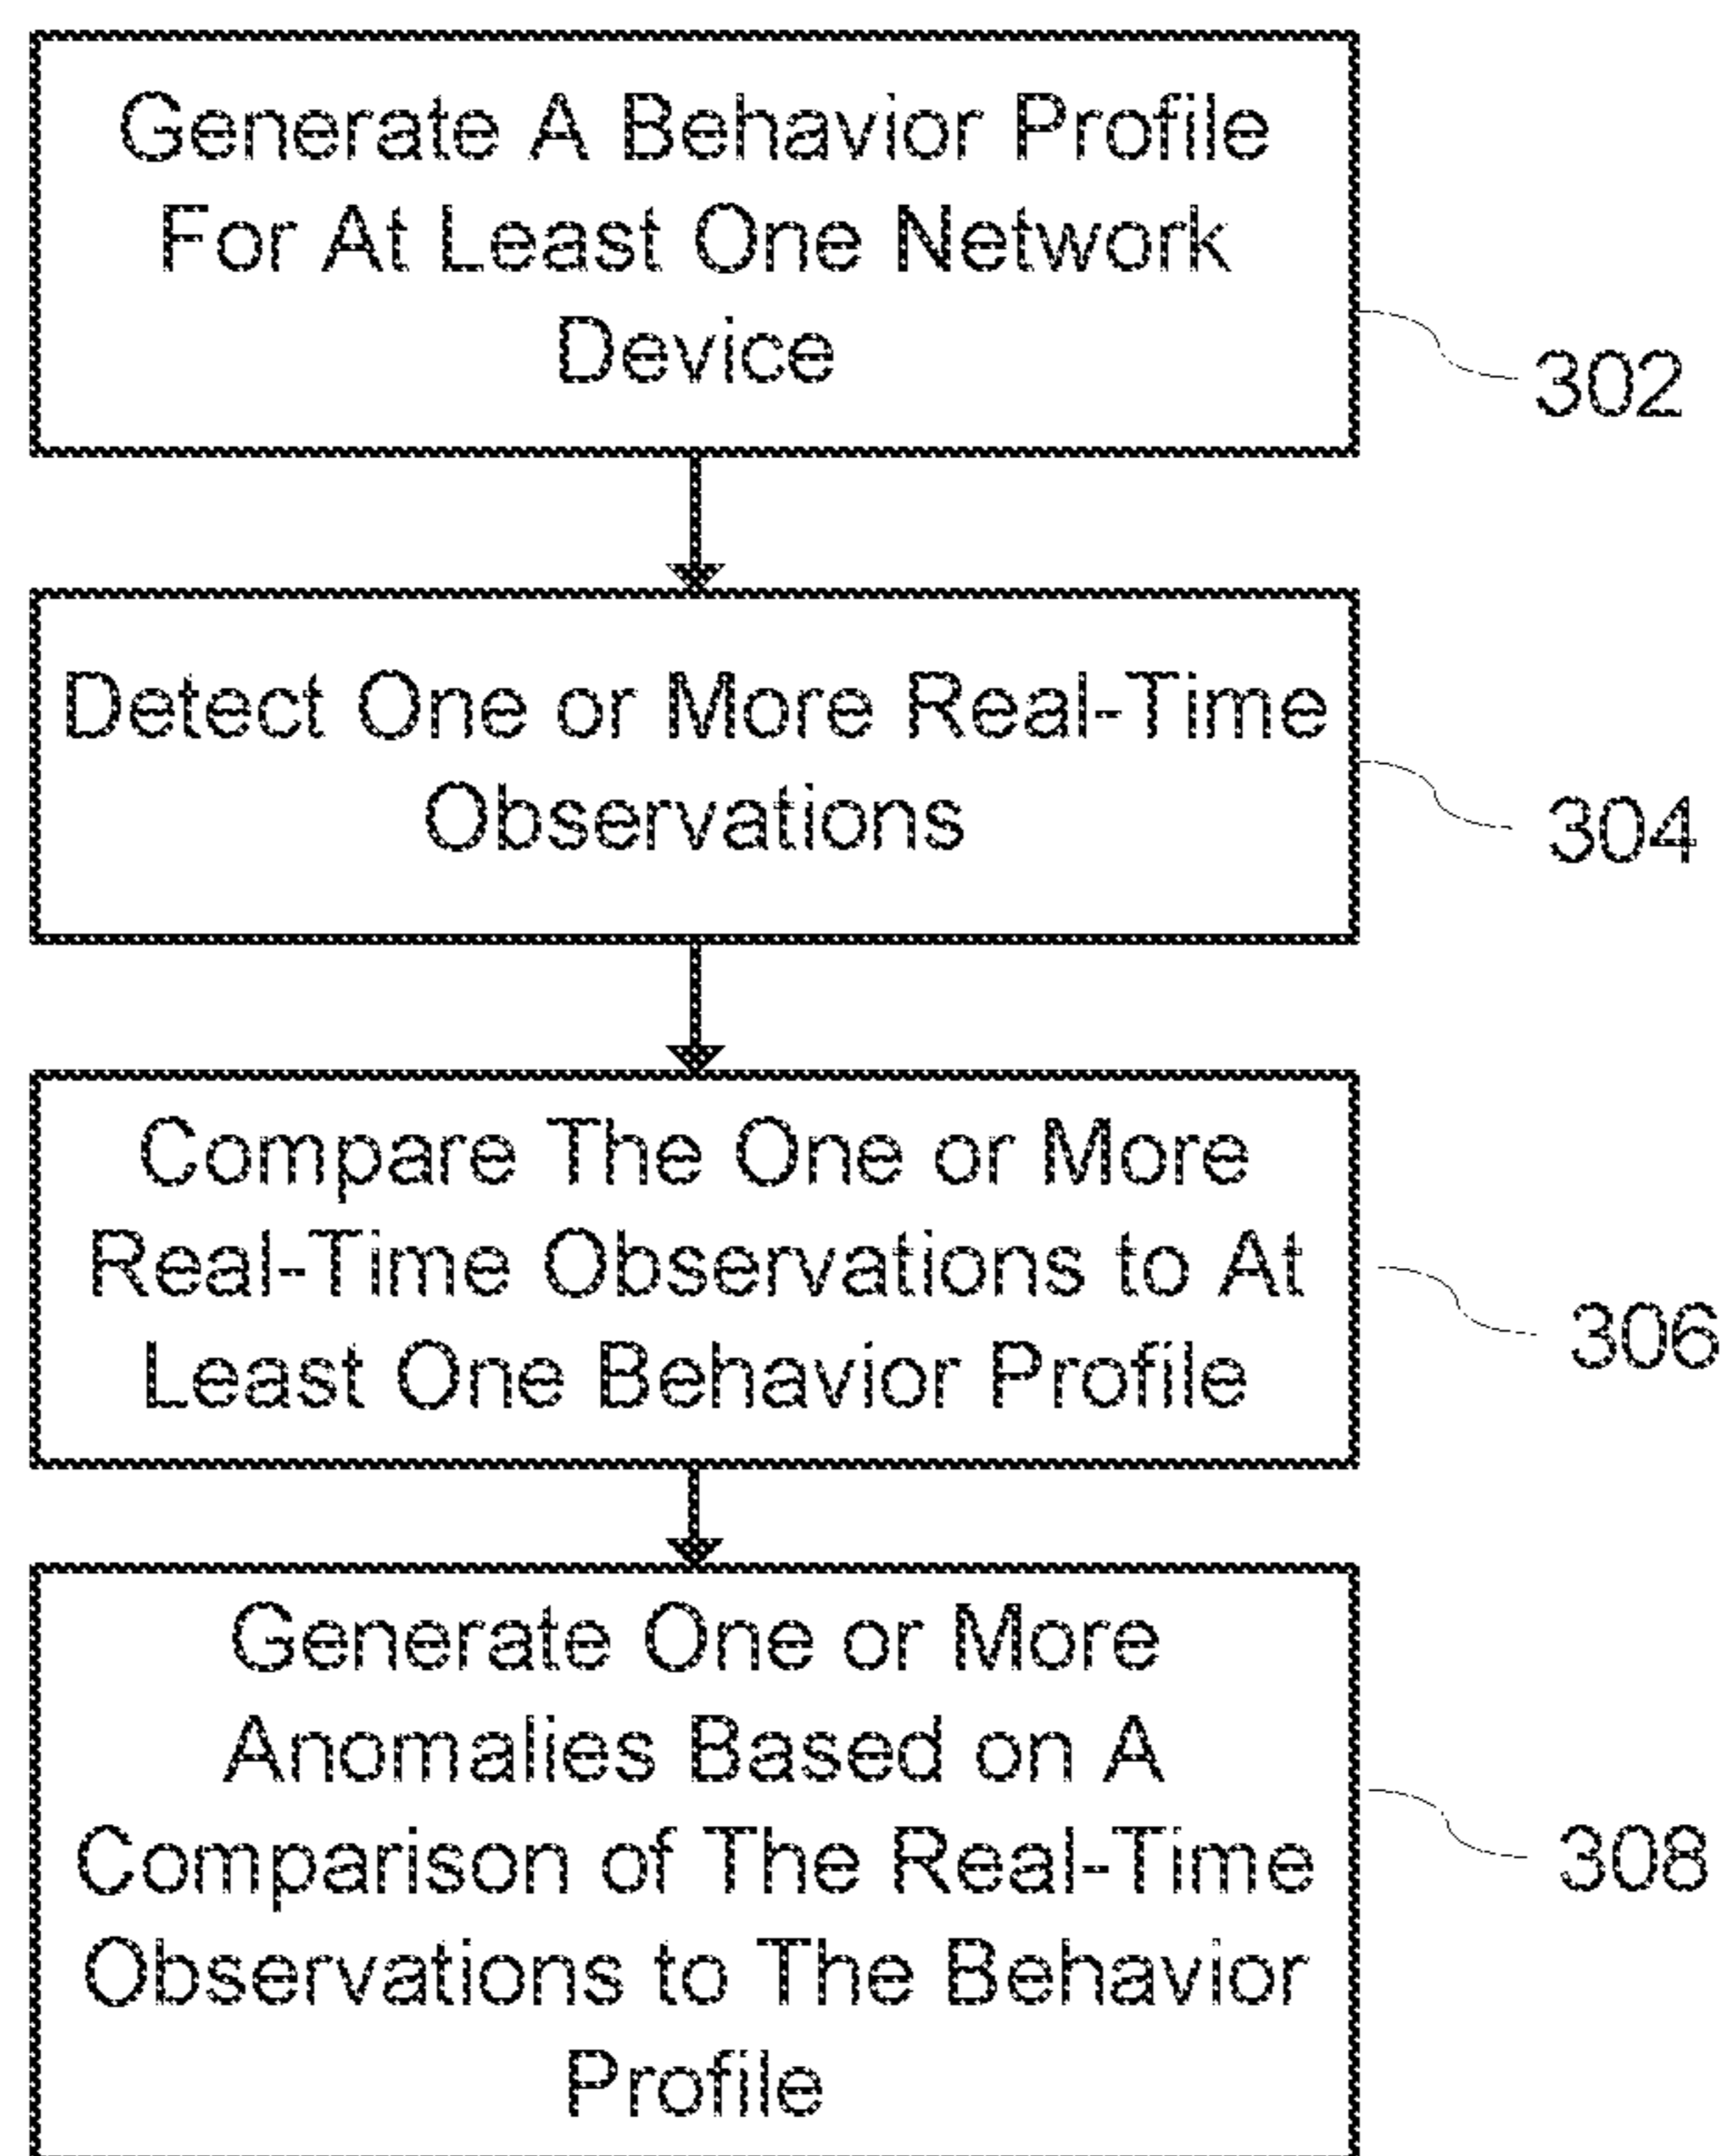 Generate A Behavior Profile
For At Least One Network
Device
302
Detect One or More Real-Time
Observations
304
Compare The One or More
Real-Time Observations to At
Least One Behavior Profile
306
Generate One or More
Anomalies Based on A
Comparison of The Real-Time
Observations to The Behavior
Profile
308